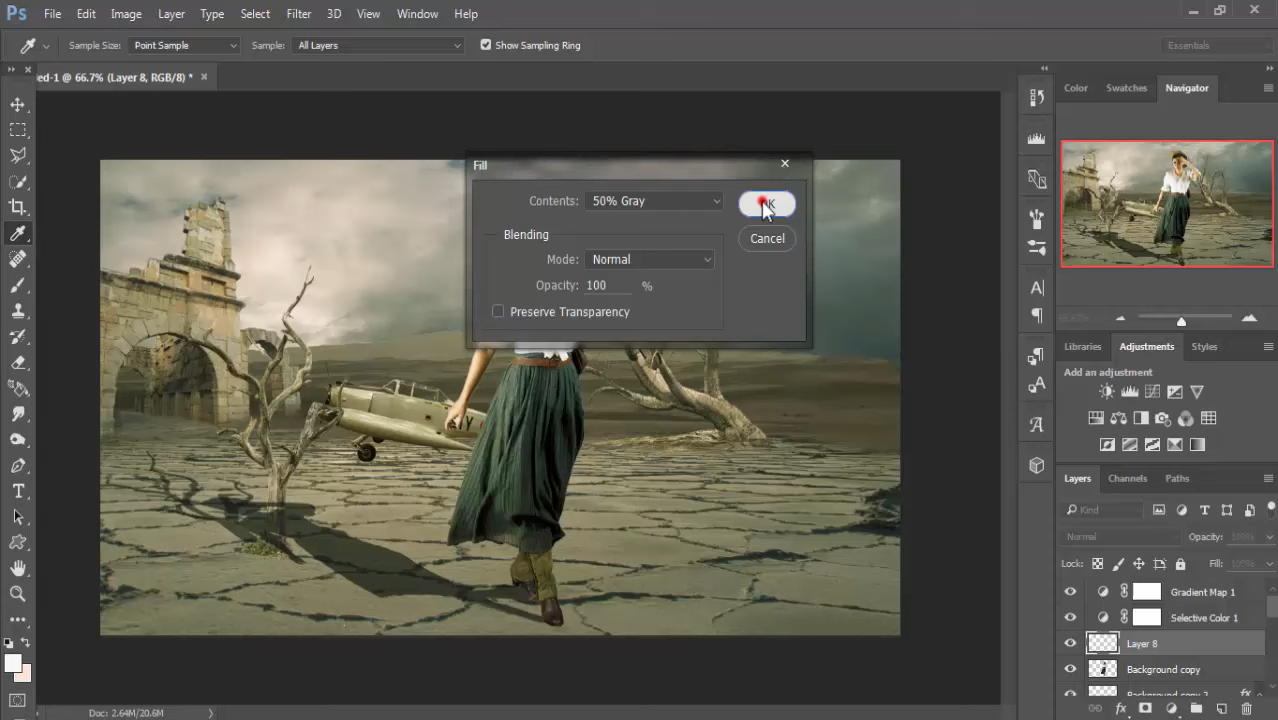 Ps File Edit Image Layer Type Select Filter 3D View Window Help
Sample Size: Point Sample Sample: All Layers Show Sampling Ring Essentials
ed-1 @ 66.7% (Layer 8, RGB/8) * ×
Color Swatches Navigator
Fill
Contents: 50% Gray
Cancel
Blending
Mode: Normal
Opacity: 100 %
Preserve Transparency
Libraries Adjustments Styles
Add an adjustment
Layers Channels Paths
Kind
Normal Opacity: 100%
Lock: Fill: 100%
Gradient Map 1
Selective Color 1
Layer 8
Background copy
Background copy 2 fx
Doc: 2.64M/20.6M